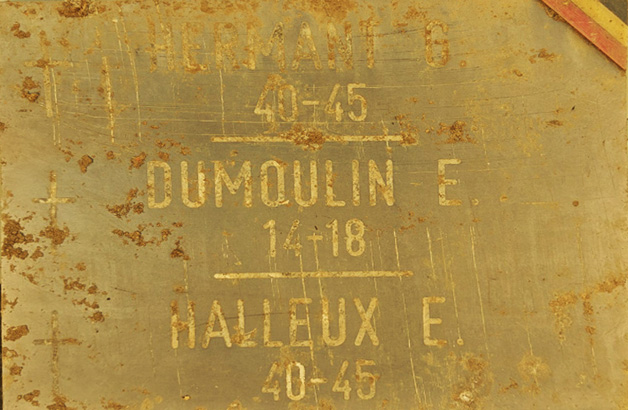 HERMANT G.
40-45
DUMOULIN E.
14-18
HALLEUX E.
40-45